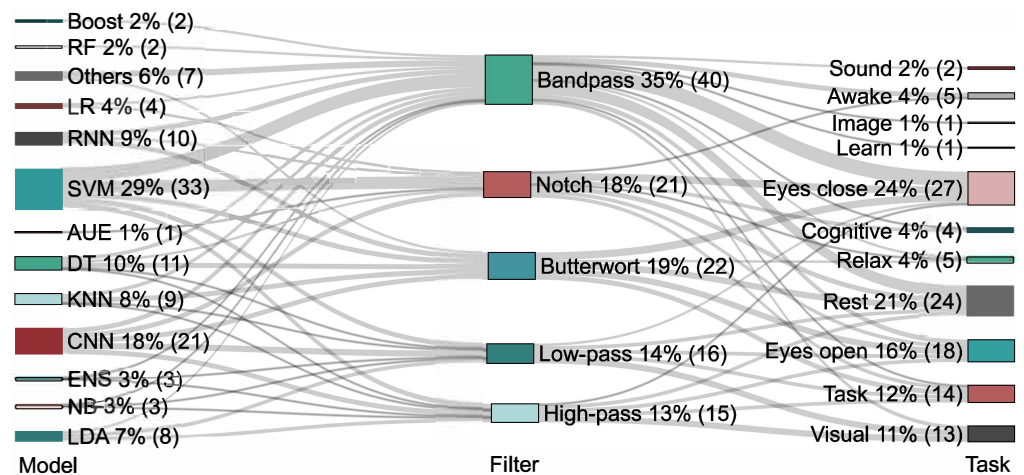 Boost 2% (2)
RF 2% (2)
Others 6% (7)
LR 4% (4)
RNN 9% (10)
SVM 29% (33)
AUE 1% (1)
DT 10% (11)
KNN 8% (9)
CNN 18% (21)
ENS 3% (3)
NB 3% (3)
LDA 7% (8)
Model
Bandpass 35% (40)
Notch 18% (21)
Butterwort 19% (22)
Low-pass 14% (16)
High-pass 13% (15)
Filter
Sound 2% (2)
Awake 4% (5)
Image 1% (1)
Learn 1% (1)
Eyes close 24% (27)
Cognitive 4% (4)
Relax 4% (5)
Rest 21% (24)
Eyes open 16% (18)
Task 12% (14)
Visual 11% (13)
Task